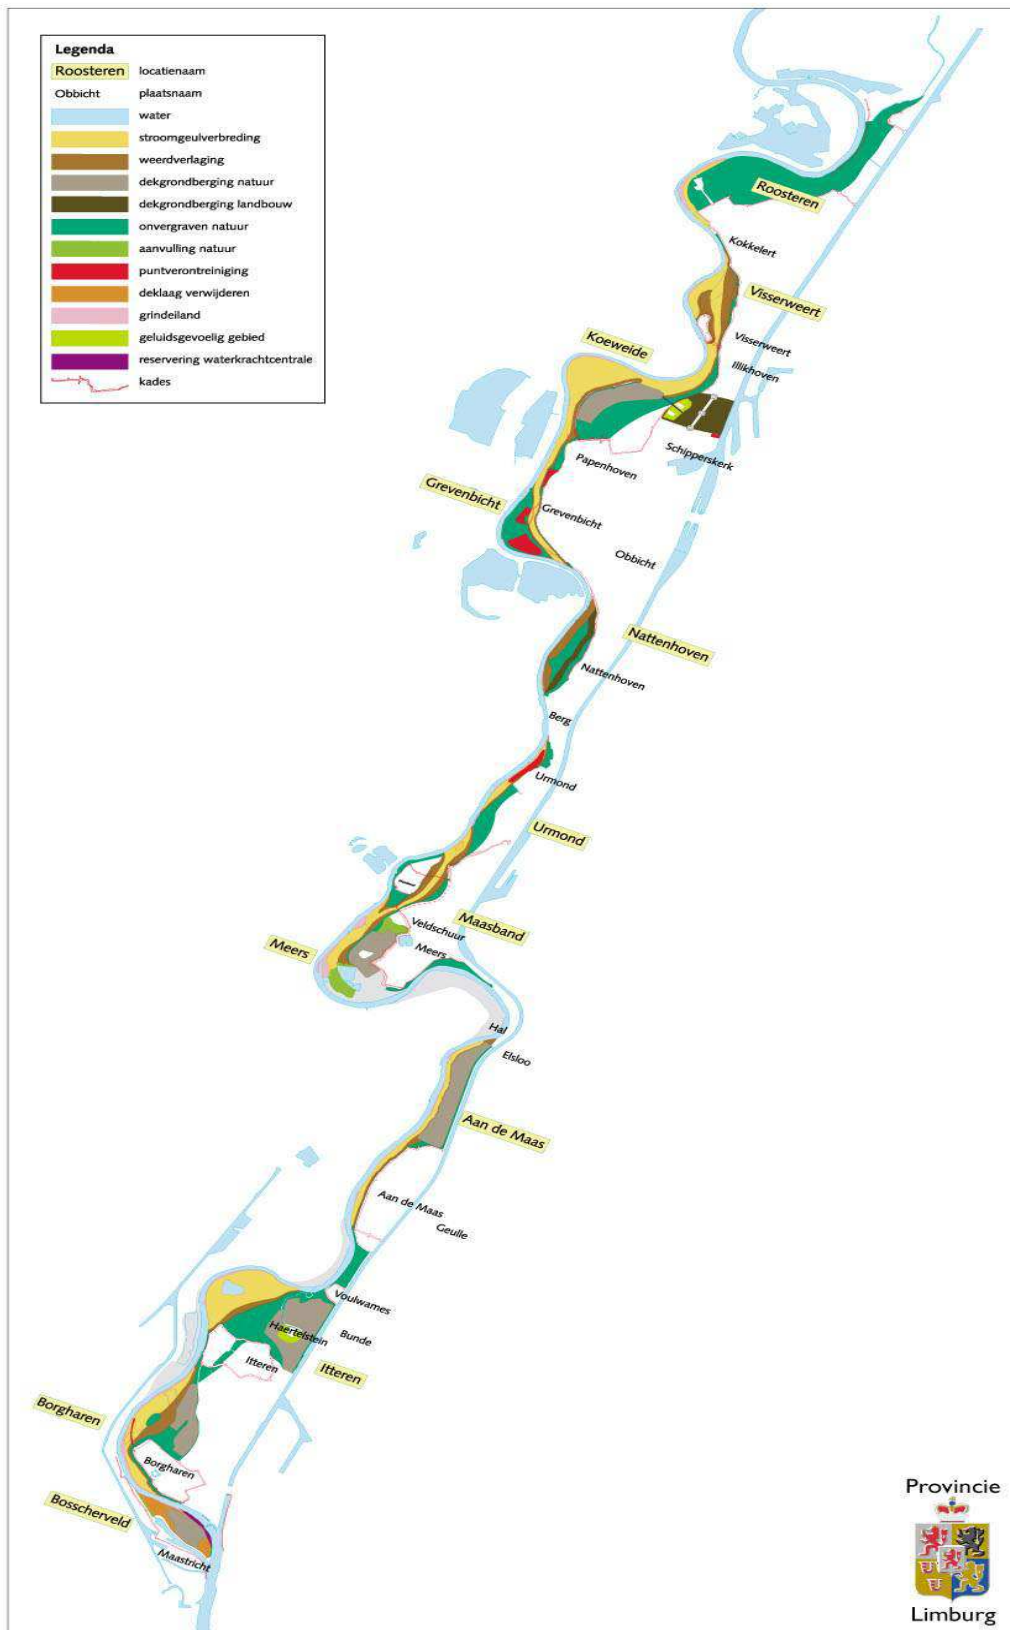 Legenda
Roosteren locatienaam
Obbicht plaatsnaam
water
stroomgeulverbreding
weerdverlaging
dekgrondberging natuur
dekgrondberging landbouw
onvergraven natuur
aanvulling natuur
puntverontreiniging
deklaag verwijderen
grindeiland
geluidsgevoelig gebied
reservering waterkrachtcentrale
kades
Roosteren
Kokkelert
Visserweert
Koeweide
Visserweert
Illikhoven
Schipperskerk
Papenhoven
Grevenbicht
Grevenbicht
Obbicht
Nattenhoven
Nattenhoven
Berg
Urmond
Urmond
Maasband
Veldschuur
Meers
Meers
Hal
Elsloo
Aan de Maas
Aan de Maas
Geulle
Voulwames
Haertelstein
Bunde
Itteren
Itteren
Borgharen
Borgharen
Bosscherveld
Maastricht
Provincie
Limburg